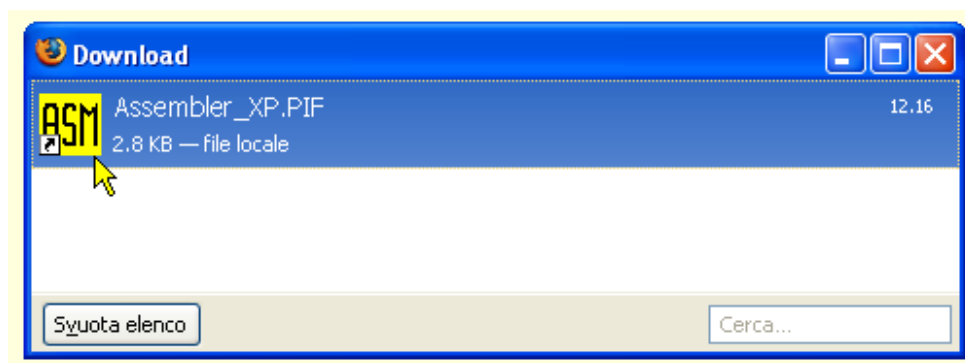 Download
ASM
Assembler_XP.PIF
12.16
2.8 KB — file locale
Svuota elenco
Cerca...